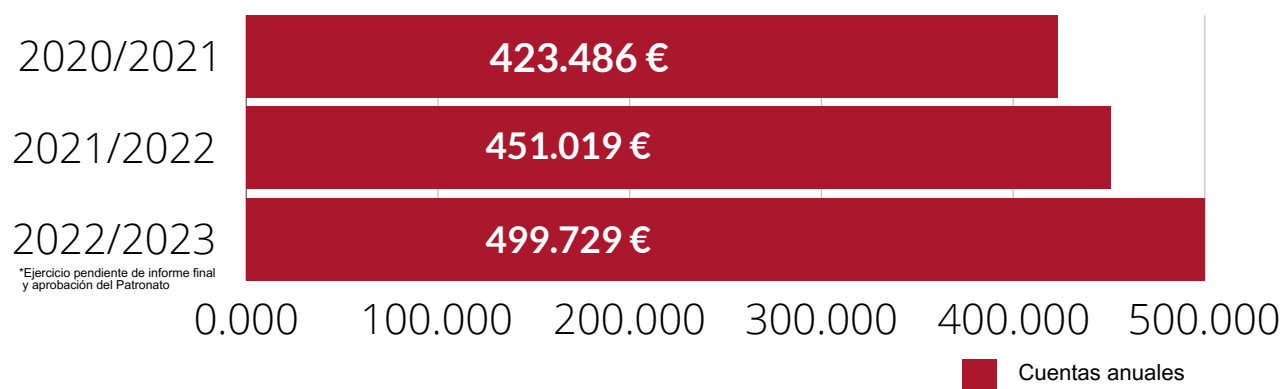 2020/2021
423.486 €
2021/2022
451.019 €
2022/2023
499.729 €
*Ejercicio pendiente de informe final
y aprobación del Patronato
0.000 100.000 200.000 300.000 400.000 500.000
Cuentas anuales